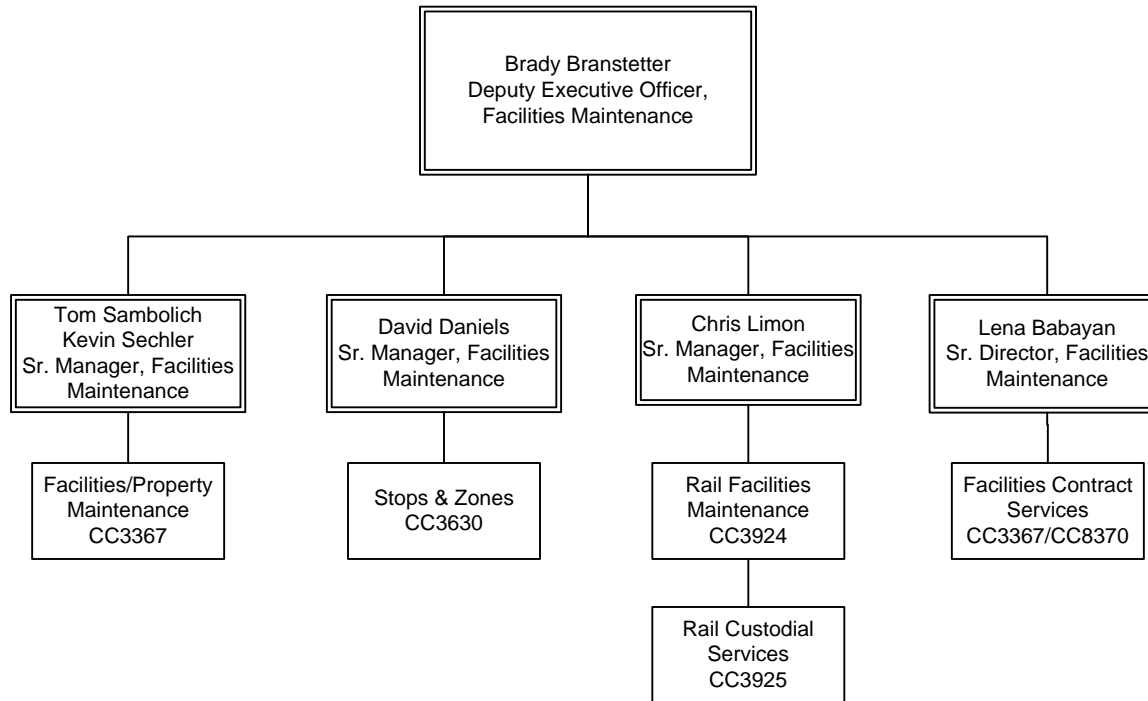 Brady Branstetter
Deputy Executive Officer,
Facilities Maintenance
Tom Sambolich
Kevin Sechler
Sr. Manager, Facilities
Maintenance
David Daniels
Sr. Manager, Facilities
Maintenance
Chris Limon
Sr. Manager, Facilities
Maintenance
Lena Babayan
Sr. Director, Facilities
Maintenance
Facilities/Property
Maintenance
CC3367
Stops & Zones
CC3630
Rail Facilities
Maintenance
CC3924
Facilities Contract
Services
CC3367/CC8370
Rail Custodial
Services
CC3925